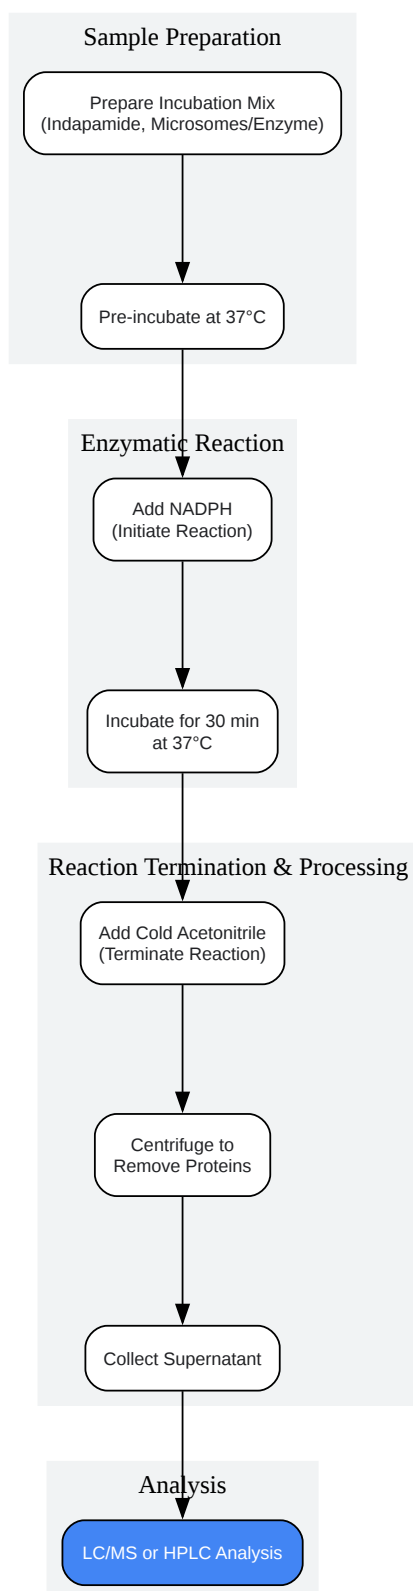 Sample Preparation
Prepare Incubation Mix
(Indapamide, Microsomes/Enzyme)
Pre-incubate at 37°C
Enzymatic Reaction
Add NADPH
(Initiate Reaction)
Incubate for 30 min
at 37°C
Reaction Termination & Processing
Add Cold Acetonitrile
(Terminate Reaction)
Centrifuge to
Remove Proteins
Collect Supernatant
Analysis
LC/MS or HPLC Analysis